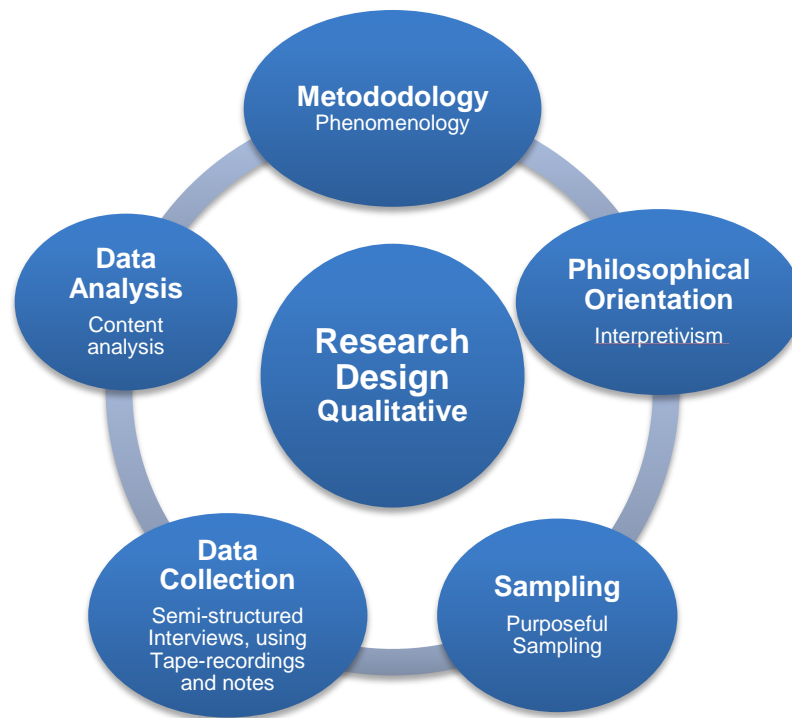 Metododology
Phenomenology
Philosophical
Orientation
Interpretivism
Sampling
Purposeful
Sampling
Data
Collection
Semi-structured
Interviews, using
Tape-recordings
and notes
Data
Analysis
Content
analysis
Research
Design
Qualitative